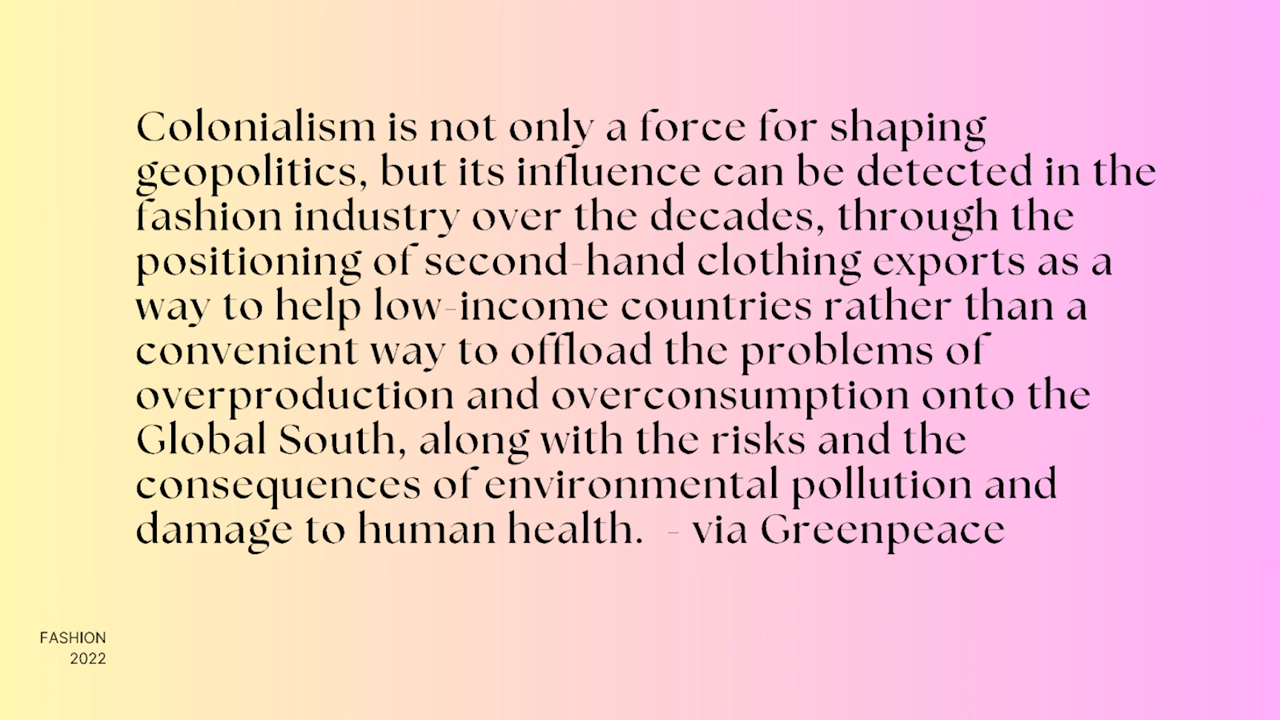 Colonialism is not only a force for shaping
geopolitics, but its influence can be detected in the
fashion industry over the decades, through the
positioning of second-hand clothing exports as a
way to help low-income countries rather than a
convenient way to offload the problems of
overproduction and overconsumption onto the
Global South, along with the risks and the
consequences of environmental pollution and
damage to human health.  - via Greenpeace
FASHION
2022